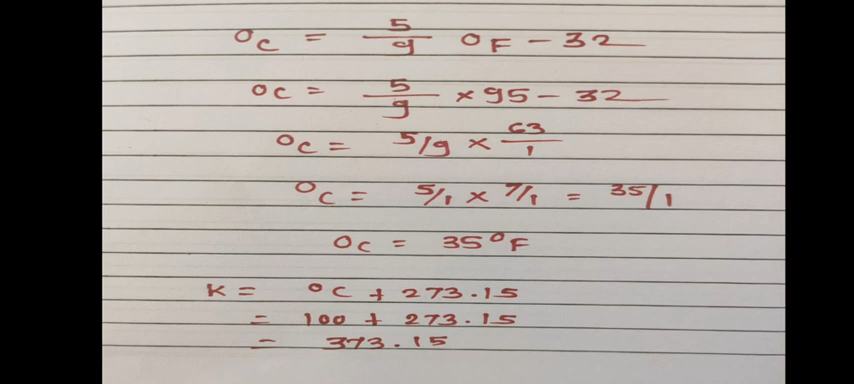 °C = 5/9 °F - 32
°C = 5/9 × 95 - 32
°C = 5/9 × 63/1
°C = 5/1 × 7/1 = 35/1
°C = 35°F
K = °C + 273.15
= 100 + 273.15
= 373.15